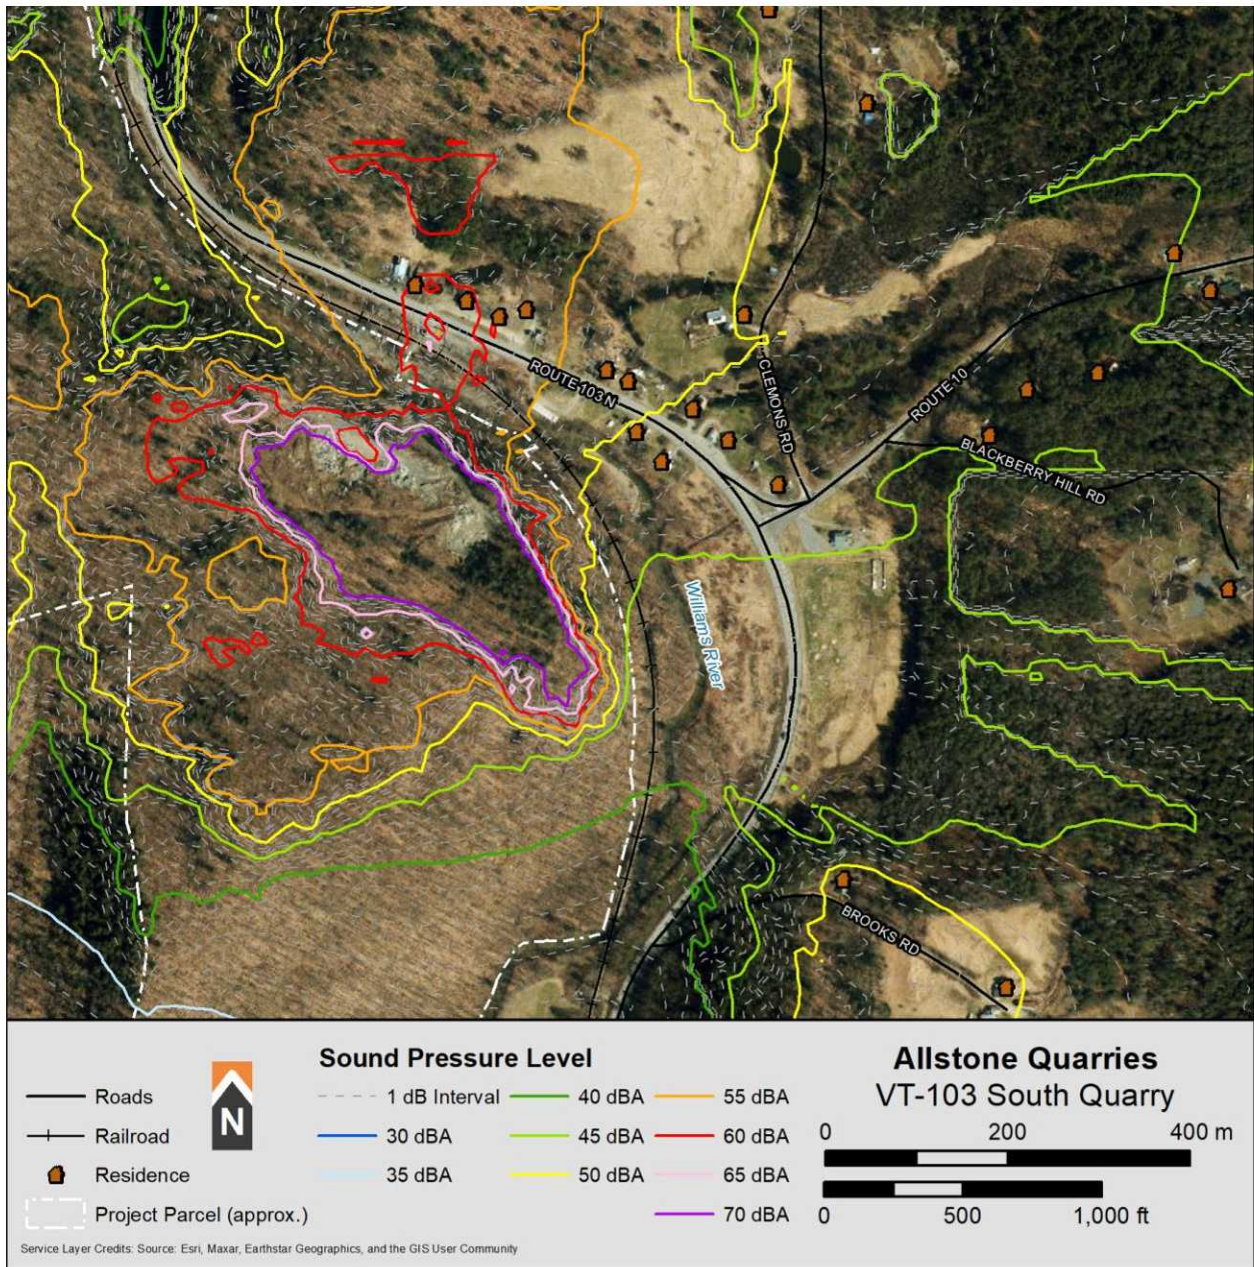 ROUTE 103 N
CLEMONS RD
ROUTE 10
BLACKBERRY HILL RD
Williams River
BROOKS RD
Sound Pressure Level
Allstone Quarries
VT-103 South Quarry
Roads
Railroad
Residence
Project Parcel (approx.)
N
1 dB Interval
30 dBA
35 dBA
40 dBA
45 dBA
50 dBA
55 dBA
60 dBA
65 dBA
70 dBA
0 200 400 m
0 500 1,000 ft
Service Layer Credits: Source: Esri, Maxar, Earthstar Geographics, and the GIS User Community